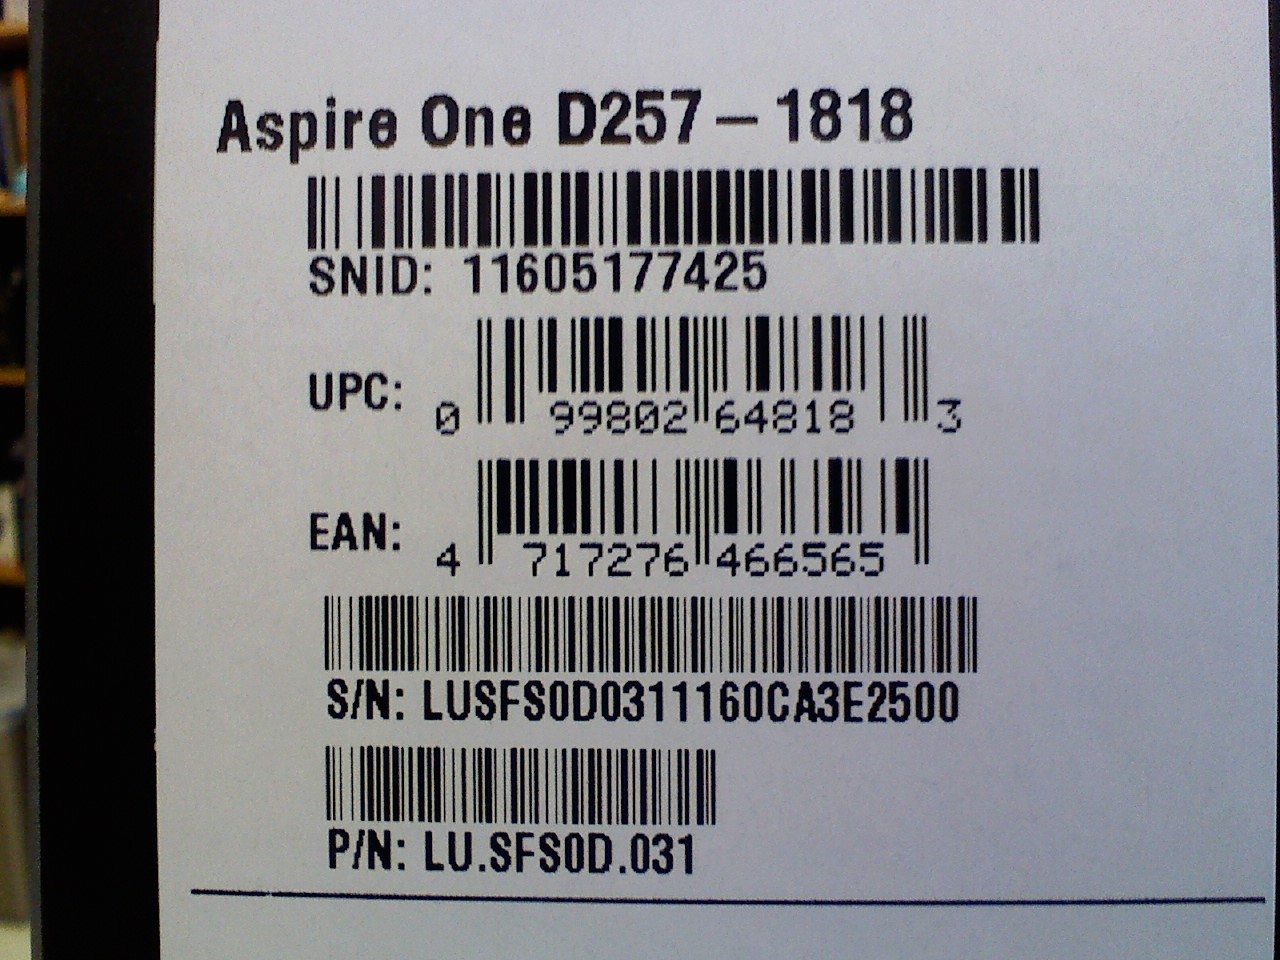 Aspire One D257 – 1818
SNID: 11605177425
UPC: 0 99802 64818 3
EAN: 4 717276 466565
S/N: LUSFS0D0311160CA3E2500
P/N: LU.SFS0D.031